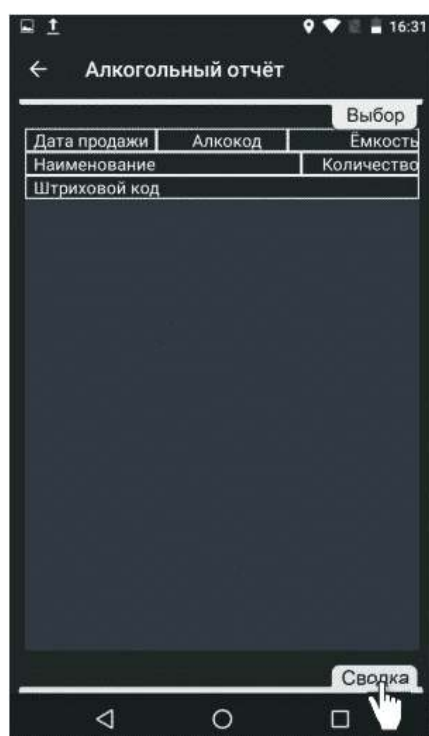 16:31
Алкогольный отчёт
Выбор
Дата продажи Алкокод Ёмкость
Наименование Количество
Штриховой код
Сводка